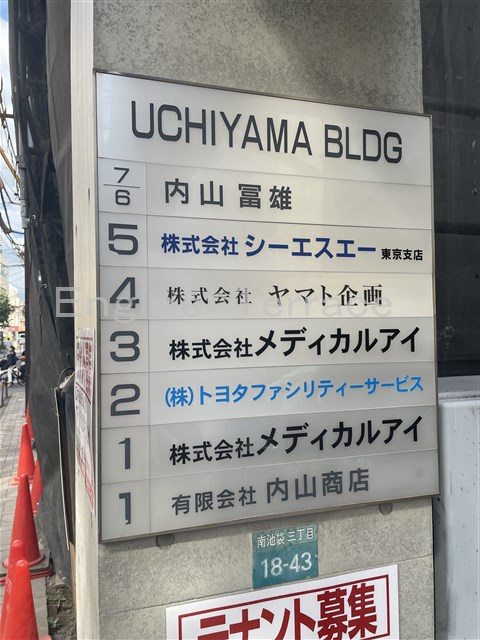 UCHIYAMA BLDG
7/6 内山 冨雄
5 株式会社 シーエスエー 東京支店
4 株式会社 ヤマト企画
3 株式会社 メディカルアイ
2 (株)トヨタファシリティーサービス
1 株式会社 メディカルアイ
1 有限会社 内山商店
南池袋 三丁目
18-43
テナント募集